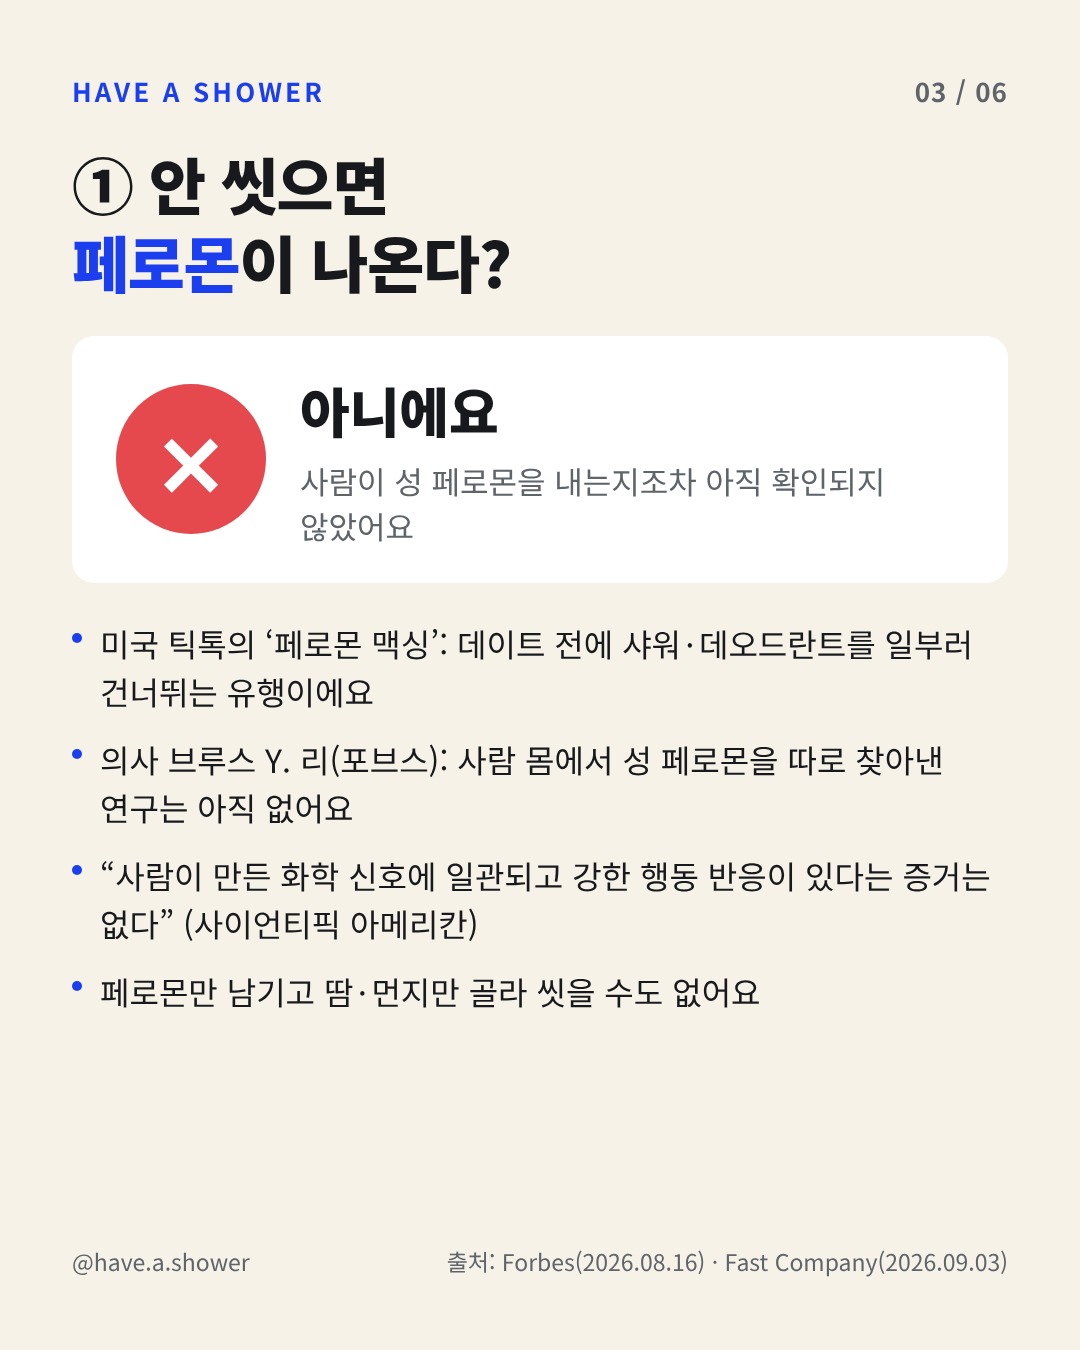 HAVE A SHOWER
03 / 06
① 안 씻으면
페로몬이 나온다?
아니에요
사람이 성 페로몬을 내는지조차 아직 확인되지
않았어요
• 미국 틱톡의 ‘페로몬 맥싱’: 데이트 전에 샤워·데오드란트를 일부러
건너뛰는 유행이에요
• 의사 브루스 Y. 리(포브스): 사람 몸에서 성 페로몬을 따로 찾아낸
연구는 아직 없어요
• “사람이 만든 화학 신호에 일관되고 강한 행동 반응이 있다는 증거는
없다” (사이언티픽 아메리칸)
• 페로몬만 남기고 땀·먼지만 골라 씻을 수도 없어요
@have.a.shower
출처: Forbes(2026.08.16) · Fast Company(2026.09.03)